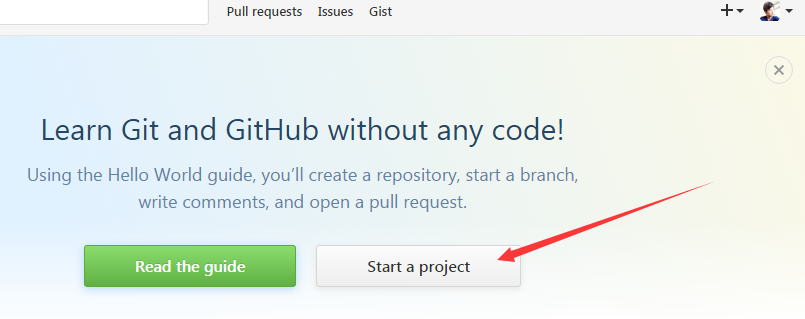 Pull requests Issues Gist
Learn Git and GitHub without any code!
Using the Hello World guide, you’ll create a repository, start a branch,
write comments, and open a pull request.
Read the guide Start a project